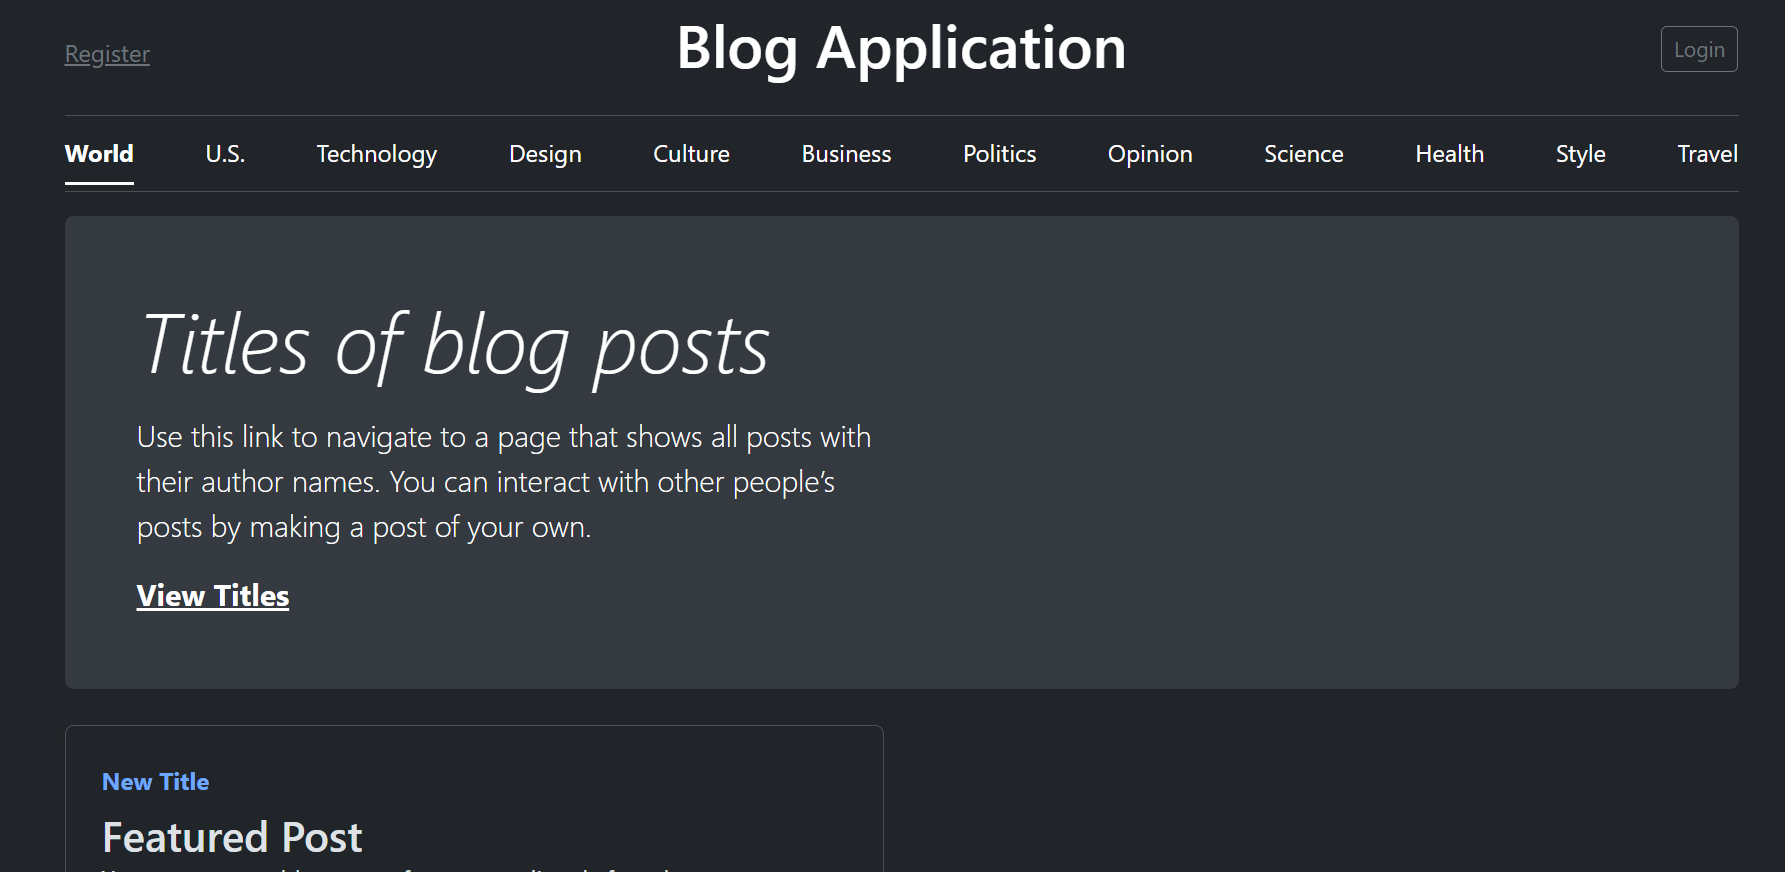 Register
Blog Application
Login
World U.S. Technology Design Culture Business Politics Opinion Science Health Style Travel
Titles of blog posts
Use this link to navigate to a page that shows all posts with
their author names. You can interact with other people’s
posts by making a post of your own.
View Titles
New Title
Featured Post